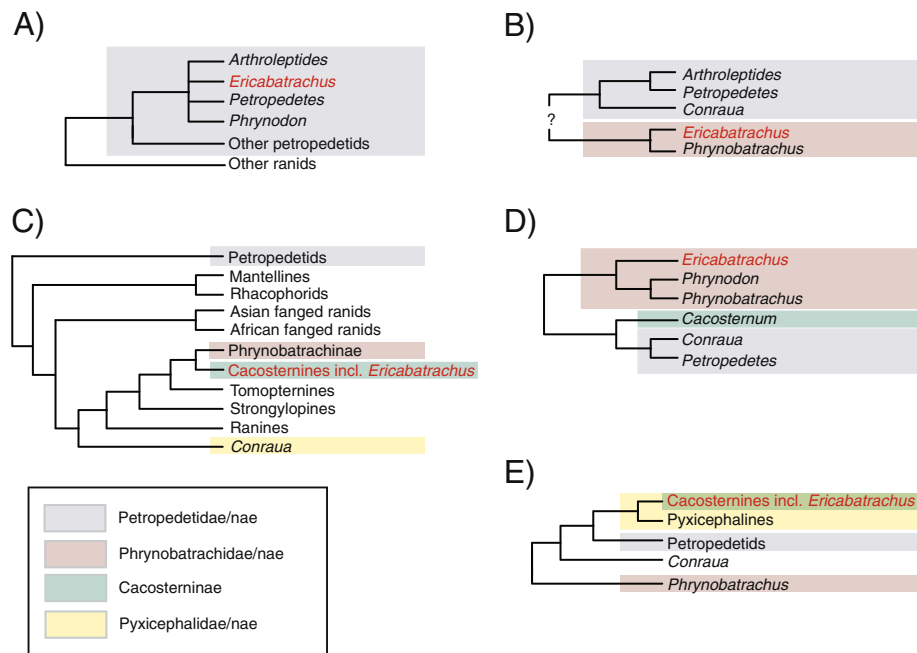 A)
Arthroleptides
Ericabatrachus
Petropedetes
Phrynodon
Other petropedetids
Other ranids
B)
Arthroleptides
Petropedetes
Conraua
?
Ericabatrachus
Phrynobatrachus
C)
Petropedetids
Mantellines
Rhacophorids
Asian fanged ranids
African fanged ranids
Phrynobatrachinae
Cacosternines incl. Ericabatrachus
Tomopternines
Strongylopines
Ranines
Conraua
D)
Ericabatrachus
Phrynodon
Phrynobatrachus
Cacosternum
Conraua
Petropedetes
E)
Cacosternines incl. Ericabatrachus
Pyxicephalines
Petropedetids
Conraua
Phrynobatrachus
Petropedetidae/nae
Phrynobatrachidae/nae
Cacosterninae
Pyxicephalidae/nae